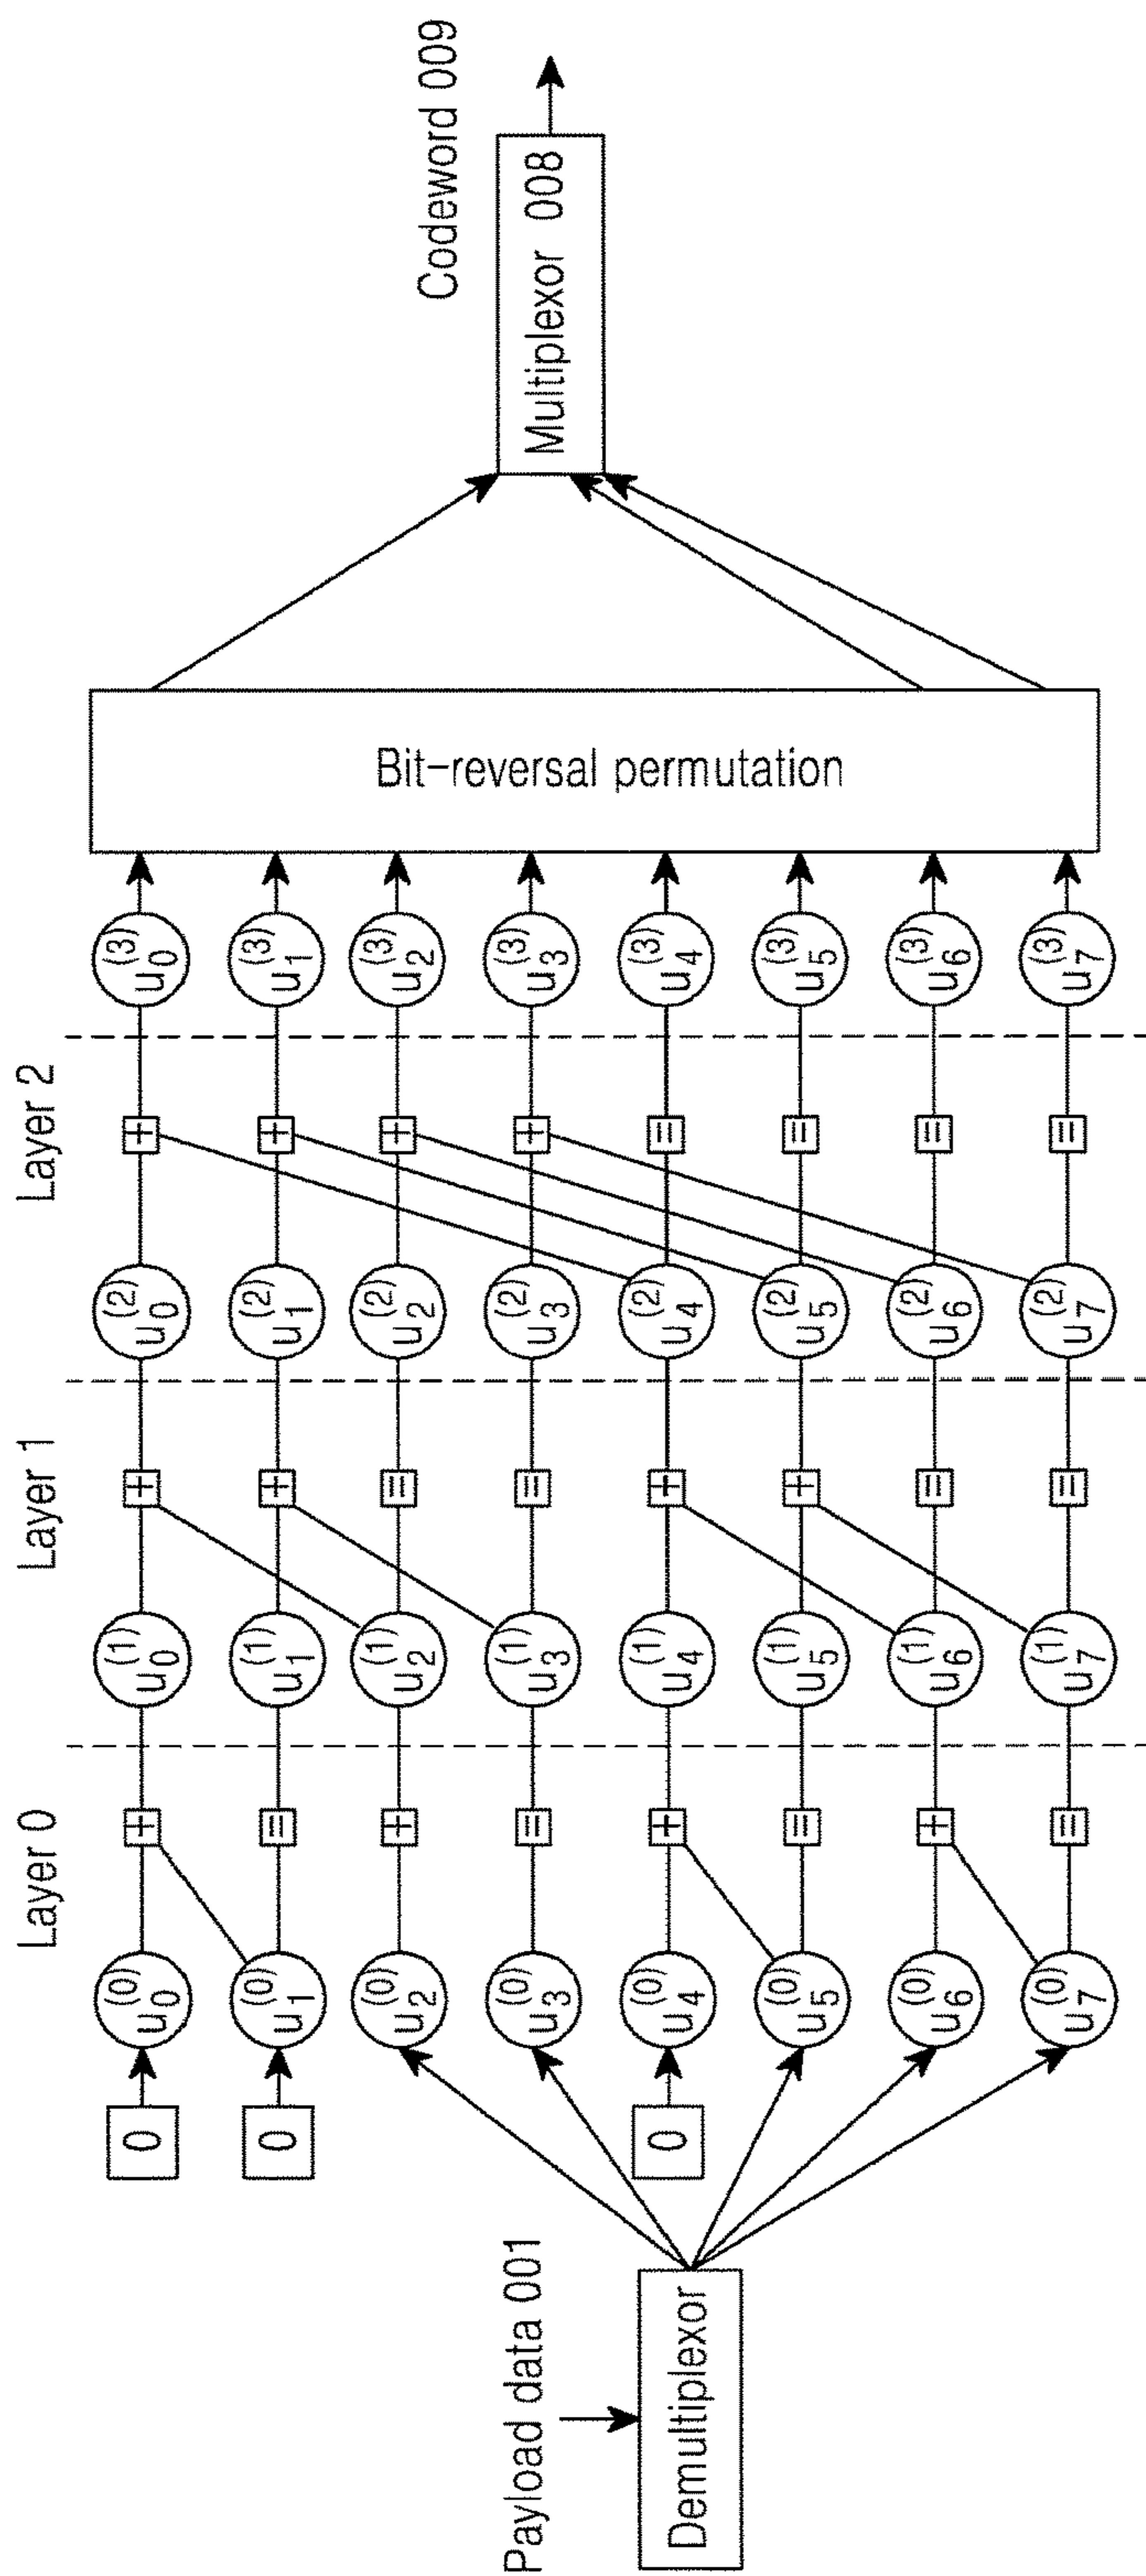 Layer 0
Layer 1
Layer 2
Payload data 001
Demultiplexor
0
0
0
u0(0)
u1(0)
u2(0)
u3(0)
u4(0)
u5(0)
u6(0)
u7(0)
+
=
+
=
+
=
+
=
u0(1)
u1(1)
u2(1)
u3(1)
u4(1)
u5(1)
u6(1)
u7(1)
+
+
=
=
+
+
=
=
u0(2)
u1(2)
u2(2)
u3(2)
u4(2)
u5(2)
u6(2)
u7(2)
+
+
+
+
=
=
=
=
u0(3)
u1(3)
u2(3)
u3(3)
u4(3)
u5(3)
u6(3)
u7(3)
Bit-reversal permutation
Multiplexor 008
Codeword 009